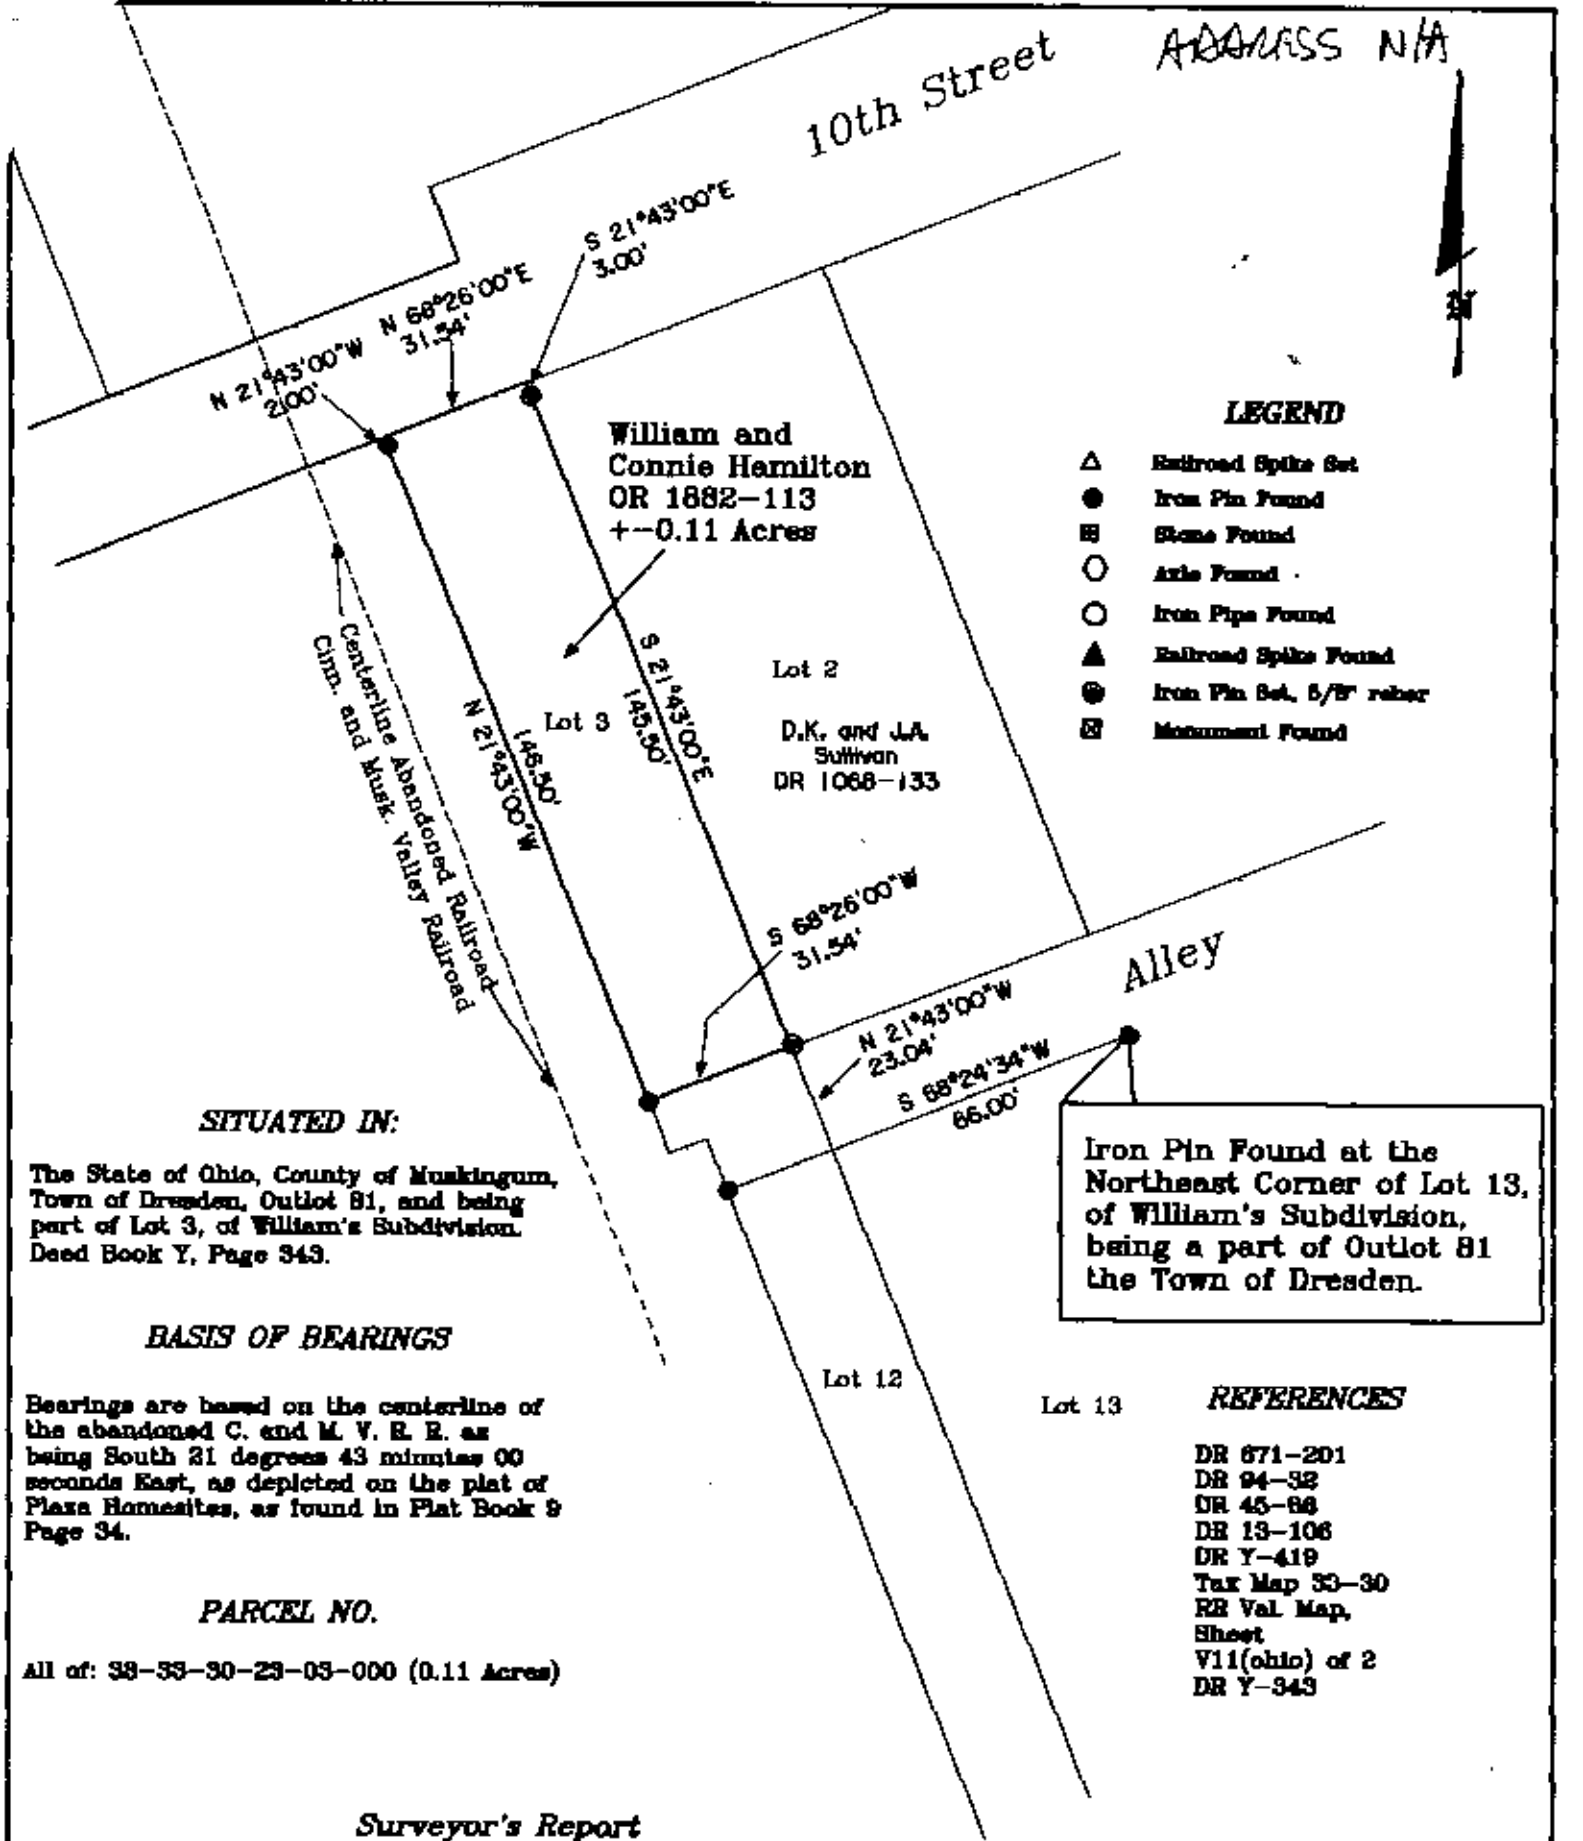 ADDRESS N/A
10th Street
S 21°43'00"E
3.00'
N 68°26'00"E
31.54'
N 21°43'00"W
2.00'
William and
Connie Hamilton
OR 1882-113
+-0.11 Acres
LEGEND
Railroad Spike Set
Iron Pin Found
Stone Found
Axle Found
Iron Pipe Found
Railroad Spike Found
Iron Pin Set, 5/8" rebar
Monument Found
N
Centerline Abandoned Railroad
Cinn. and Musk. Valley Railroad
N 21°43'00"W
146.50'
Lot 3
S 21°43'00"E
145.50'
Lot 2
D.K. and J.A.
Sullivan
DR 1068-133
S 68°26'00"W
31.54'
Alley
N 21°43'00"W
23.04'
S 68°24'34"W
66.00'
Iron Pin Found at the
Northeast Corner of Lot 13,
of William's Subdivision,
being a part of Outlot 81
the Town of Dresden.
SITUATED IN:
The State of Ohio, County of Muskingum,
Town of Dresden, Outlot 81, and being
part of Lot 3, of William's Subdivision.
Deed Book Y, Page 343.
BASIS OF BEARINGS
Bearings are based on the centerline of
the abandoned C. and M. V. R. R. as
being South 21 degrees 43 minutes 00
seconds East, as depicted on the plat of
Plaza Homesites, as found in Plat Book 9
Page 34.
PARCEL NO.
All of: 38-33-30-23-03-000 (0.11 Acres)
Lot 12
Lot 13
REFERENCES
DR 671-201
DR 94-32
DR 45-88
DR 13-106
DR Y-419
Tax Map 33-30
RR Val. Map,
Sheet
V11(ohio) of 2
DR Y-343
Surveyor's Report